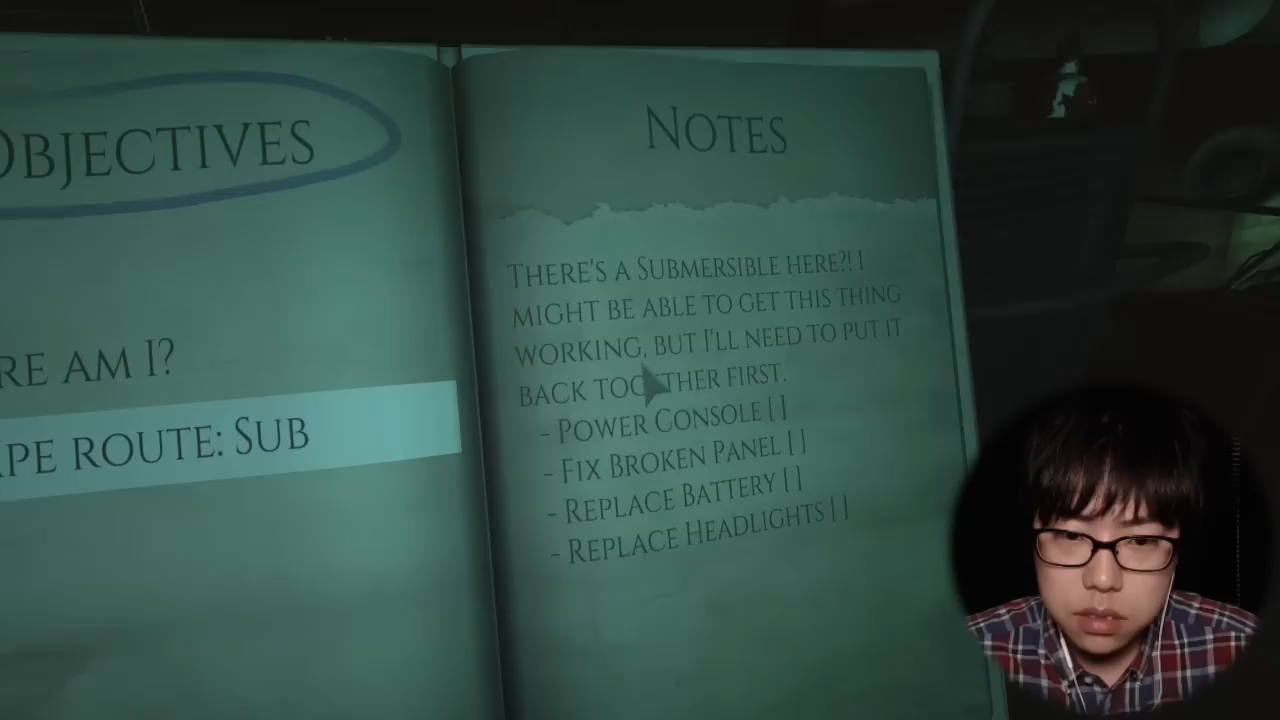 OBJECTIVES
RE AM I?
APE ROUTE: SUB
NOTES
THERE'S A SUBMERSIBLE HERE?! I
MIGHT BE ABLE TO GET THIS THING
WORKING, BUT I'LL NEED TO PUT IT
BACK TOGETHER FIRST.
- POWER CONSOLE [ ]
- FIX BROKEN PANEL [ ]
- REPLACE BATTERY [ ]
- REPLACE HEADLIGHTS [ ]